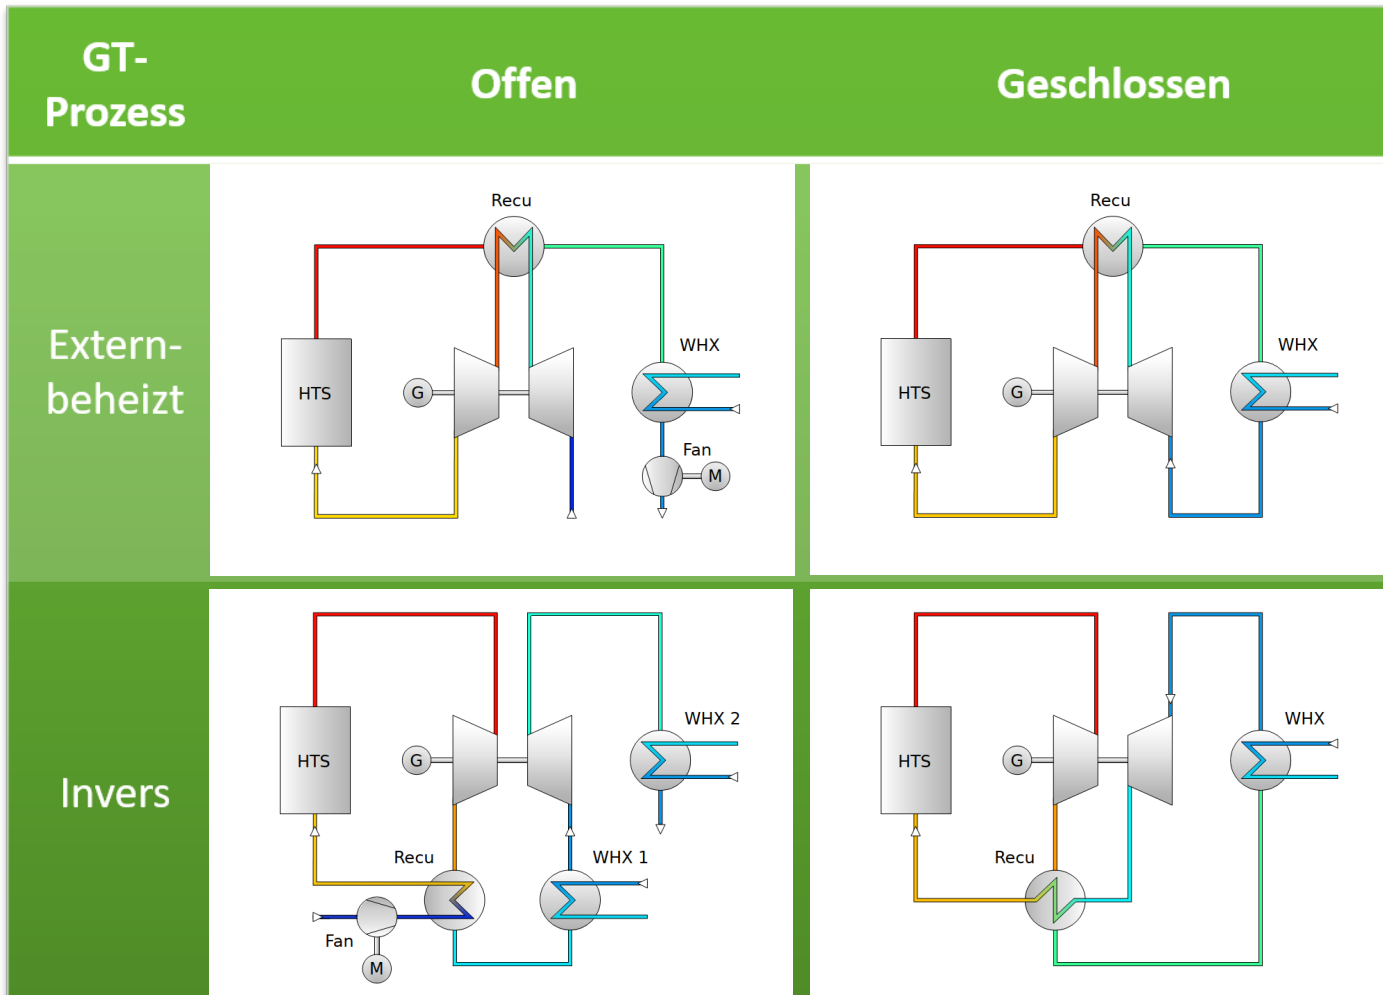 GT-
Prozess
Offen
Geschlossen
Extern-
beheizt
Recu
HTS
G
WHX
Fan
M
Recu
HTS
G
WHX
Invers
HTS
G
WHX 2
Recu
WHX 1
Fan
M
HTS
G
WHX
Recu